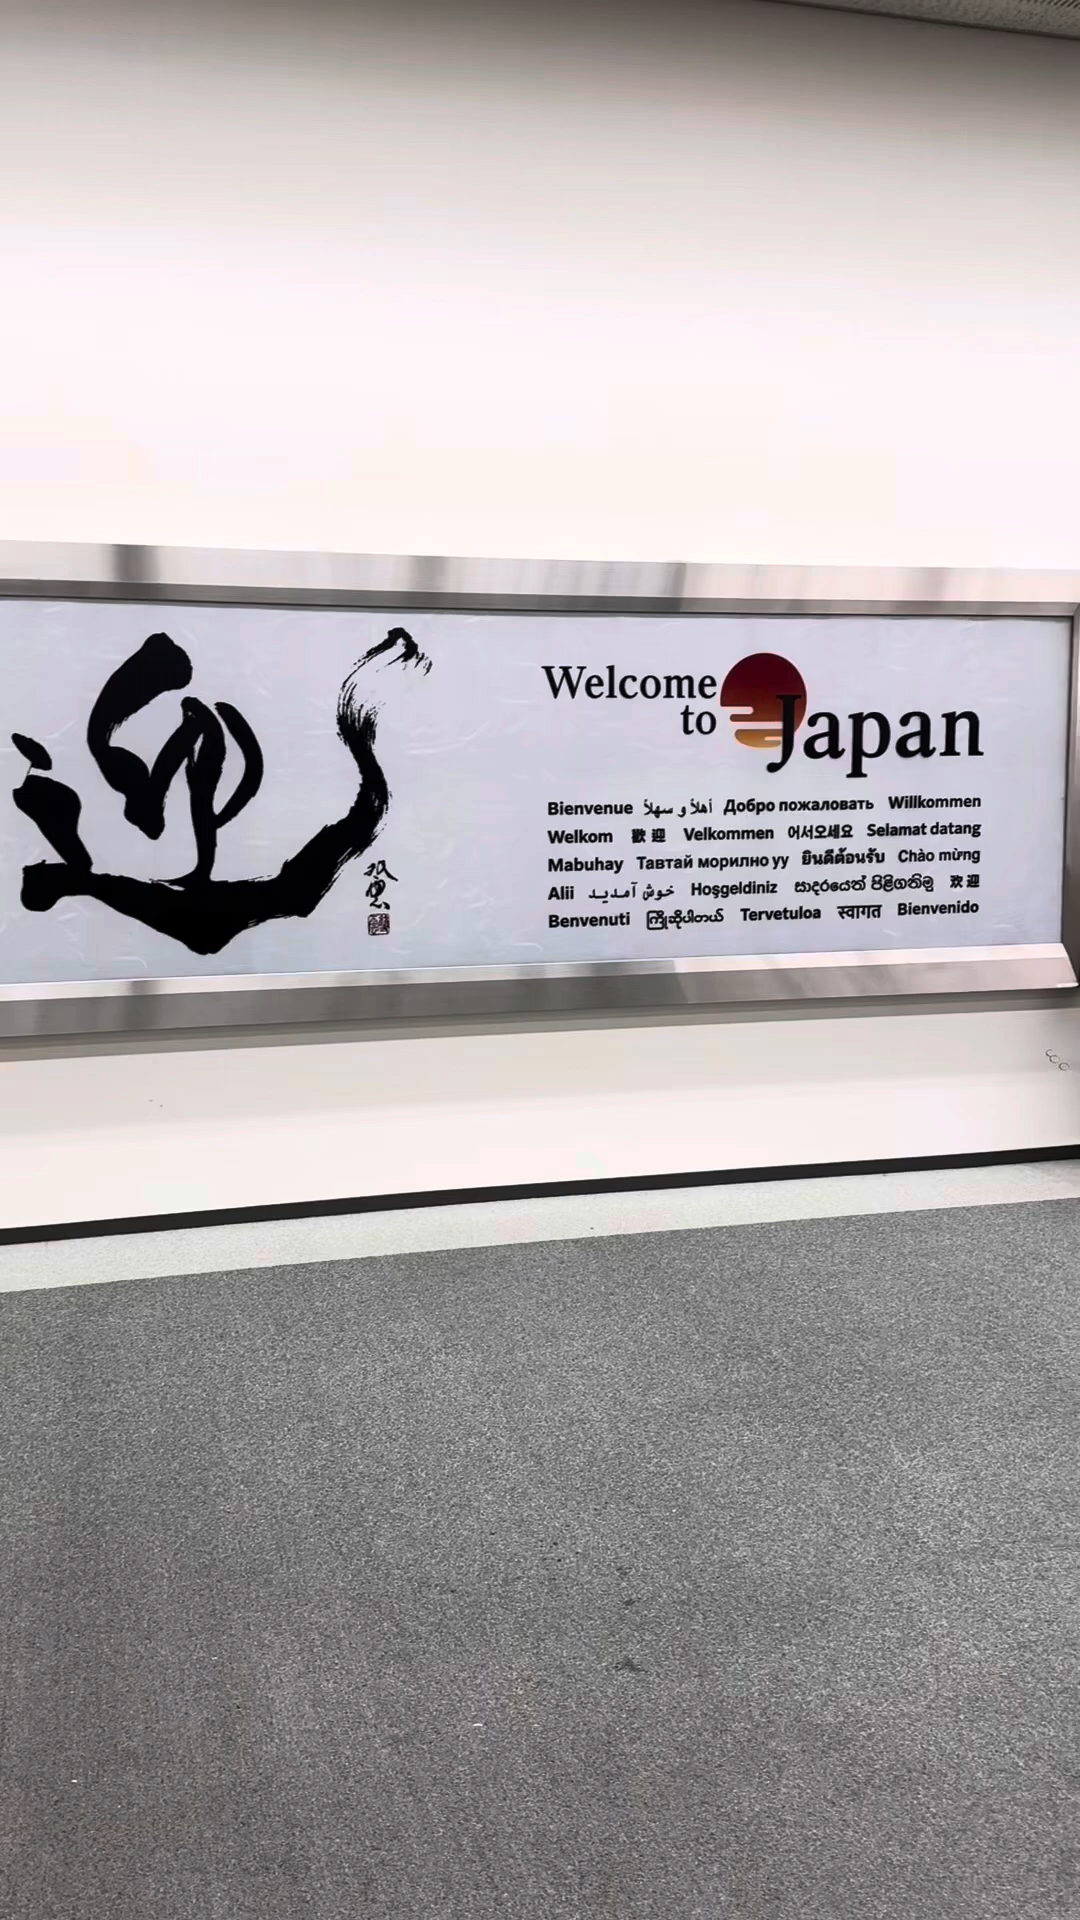 迎
Welcome
to Japan
Bienvenue أهلاً و سهلاً Добро пожаловать Willkommen
Welkom 歡迎 Velkommen 어서오세요 Selamat datang
Mabuhay Тавтай морилно уу ยินดีต้อนรับ Chào mừng
Alii خوش آمدید Hoşgeldiniz සාදරයෙන් පිළිගනිමු 欢迎
Benvenuti ကြိုဆိုပါတယ် Tervetuloa स्वागत Bienvenido